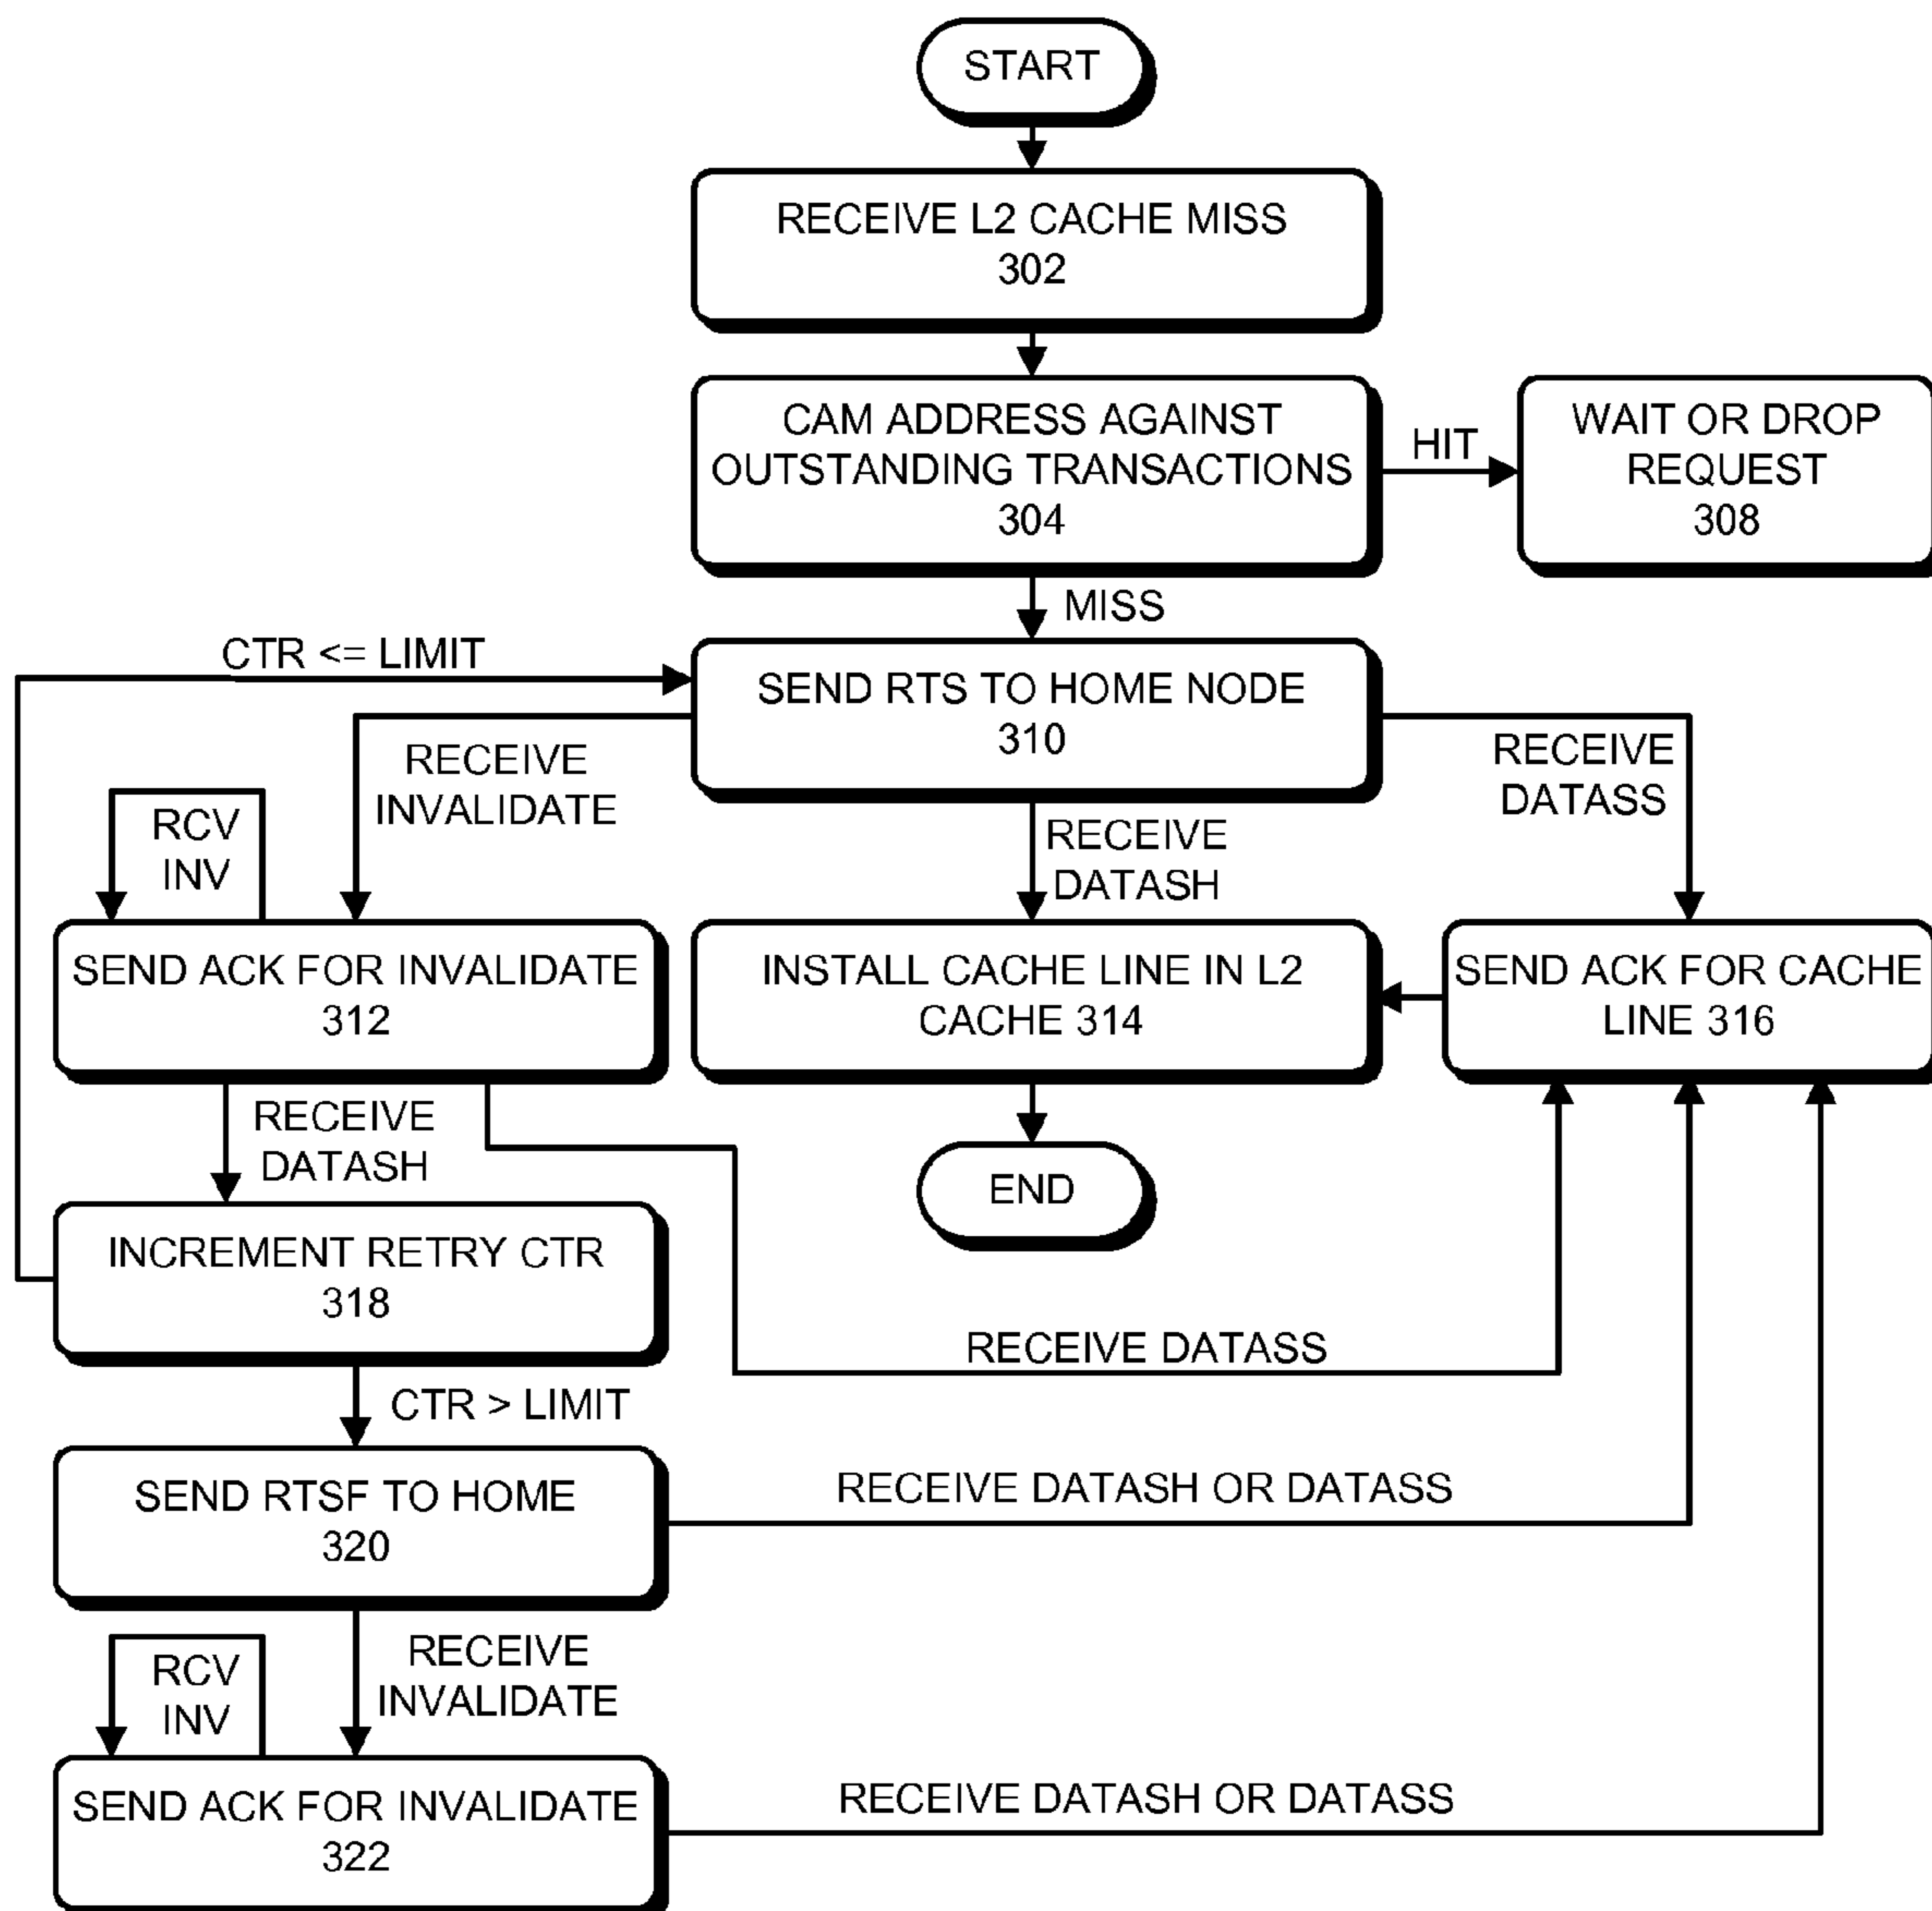 START
RECEIVE L2 CACHE MISS
302
CAM ADDRESS AGAINST
OUTSTANDING TRANSACTIONS
304
HIT
WAIT OR DROP
REQUEST
308
MISS
CTR <= LIMIT
SEND RTS TO HOME NODE
310
RECEIVE
INVALIDATE
RECEIVE
DATASH
RECEIVE
DATASS
RCV
INV
SEND ACK FOR INVALIDATE
312
INSTALL CACHE LINE IN L2
CACHE 314
SEND ACK FOR CACHE
LINE 316
RECEIVE
DATASH
END
INCREMENT RETRY CTR
318
RECEIVE DATASS
CTR > LIMIT
SEND RTSF TO HOME
320
RECEIVE DATASH OR DATASS
RECEIVE
INVALIDATE
RCV
INV
SEND ACK FOR INVALIDATE
322
RECEIVE DATASH OR DATASS